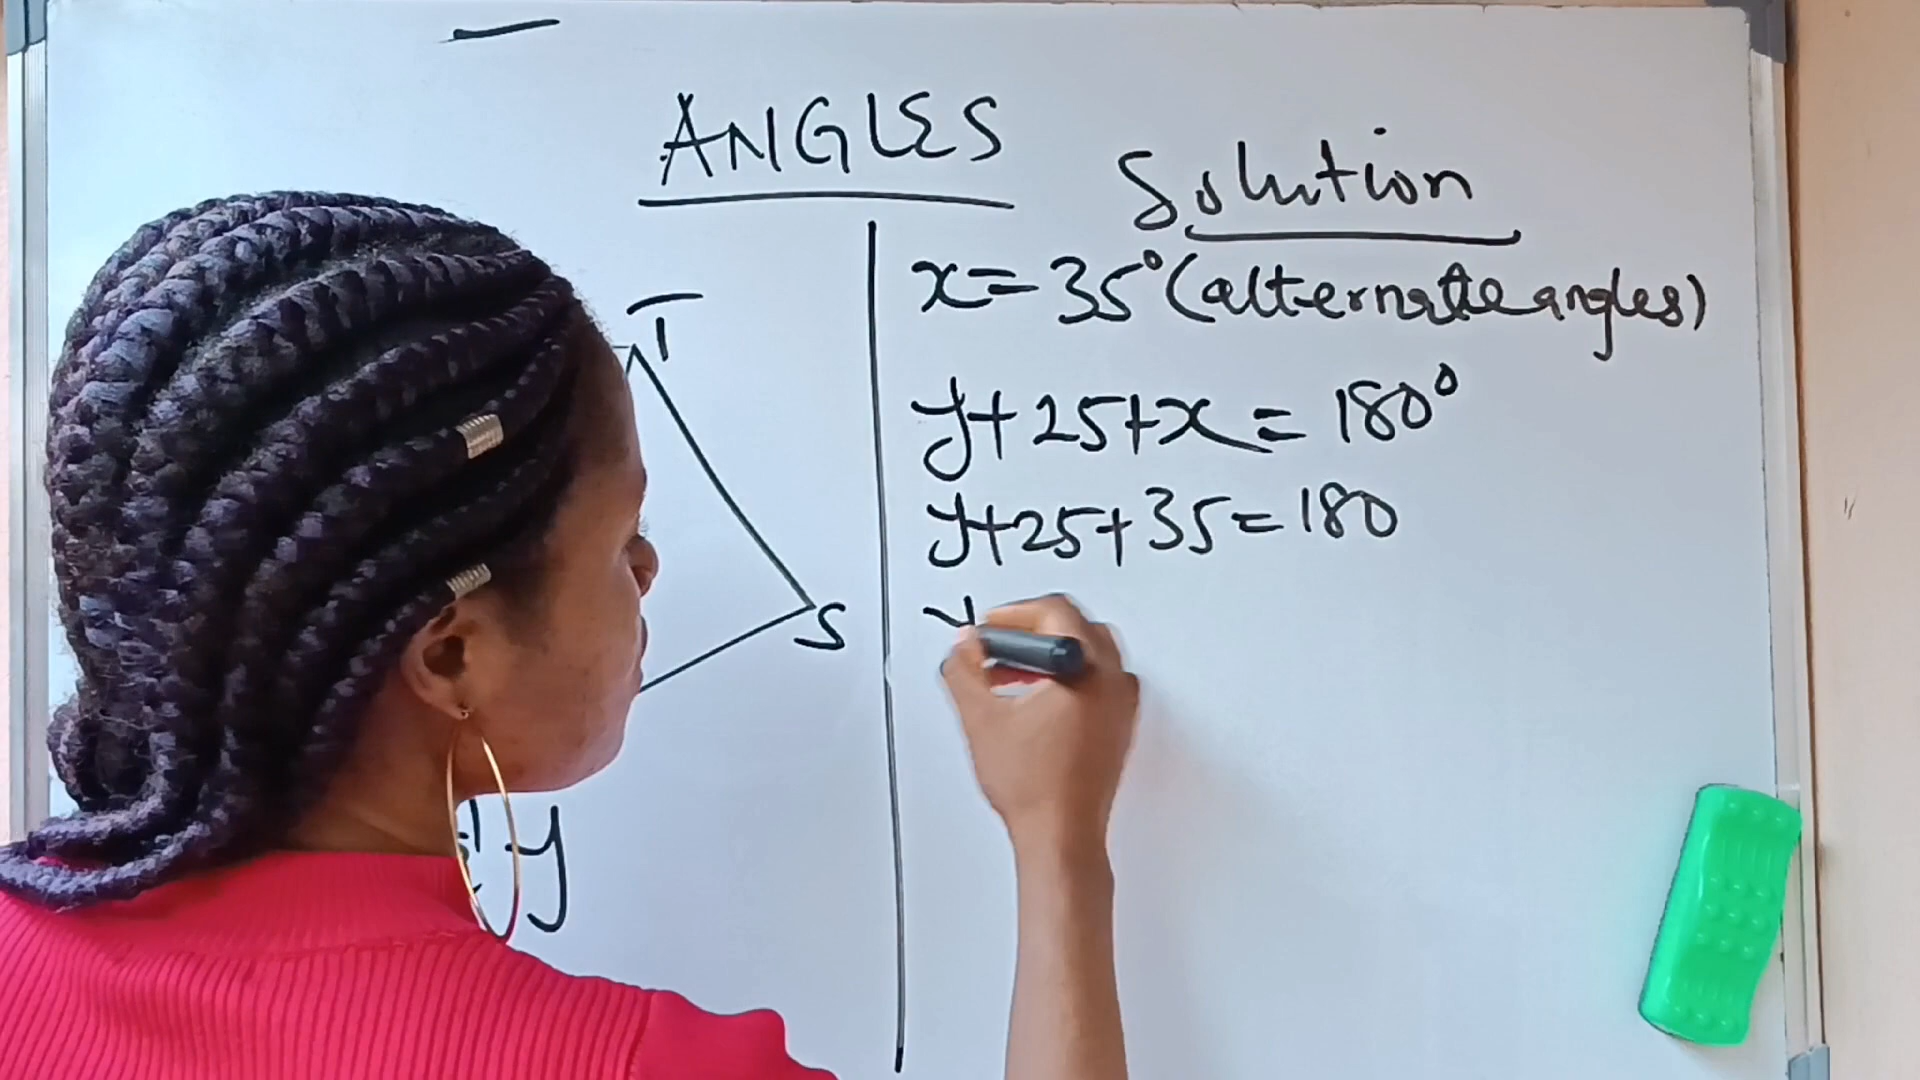 ANGLES
T
S
y
Solution
x = 35° (alternate angles)
y + 25 + x = 180°
y + 25 + 35 = 180
y